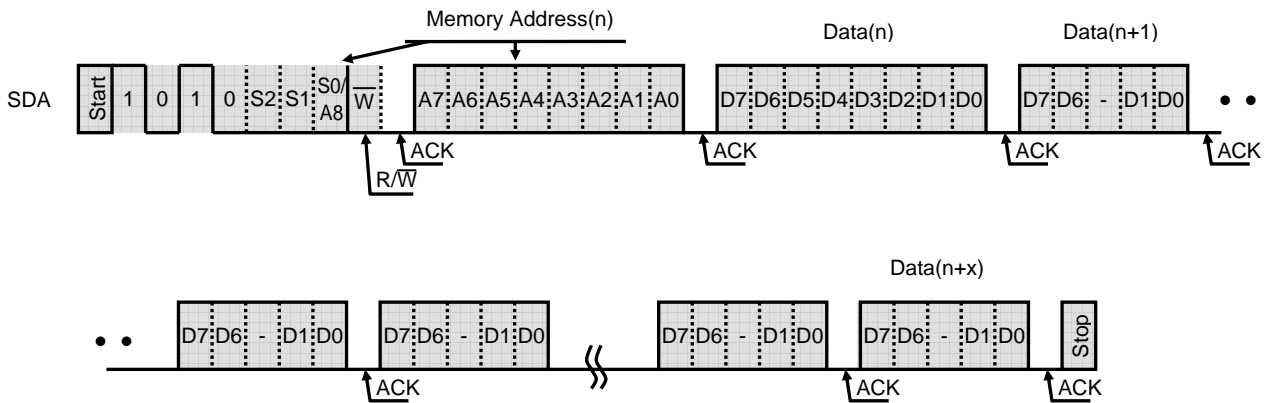 Memory Address(n)
Data(n) Data(n+1)
SDA Start 1 0 1 0 S2 S1 S0/A8 W̅ A7 A6 A5 A4 A3 A2 A1 A0 D7 D6 D5 D4 D3 D2 D1 D0 D7 D6 - D1 D0 • •
ACK ACK ACK ACK
R/W̅
Data(n+x)
• • D7 D6 - D1 D0 D7 D6 - D1 D0 D7 D6 - D1 D0 D7 D6 - D1 D0 Stop
ACK ACK ACK